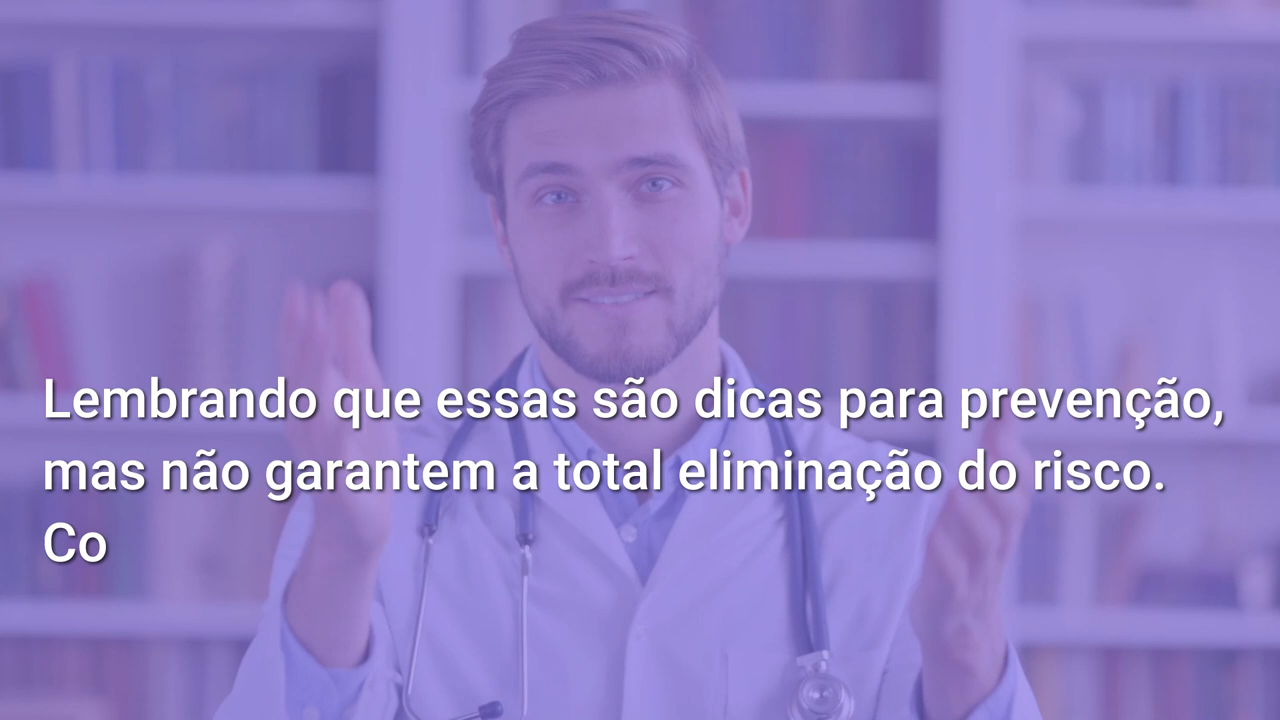 Lembrando que essas são dicas para prevenção,
mas não garantem a total eliminação do risco.
Co